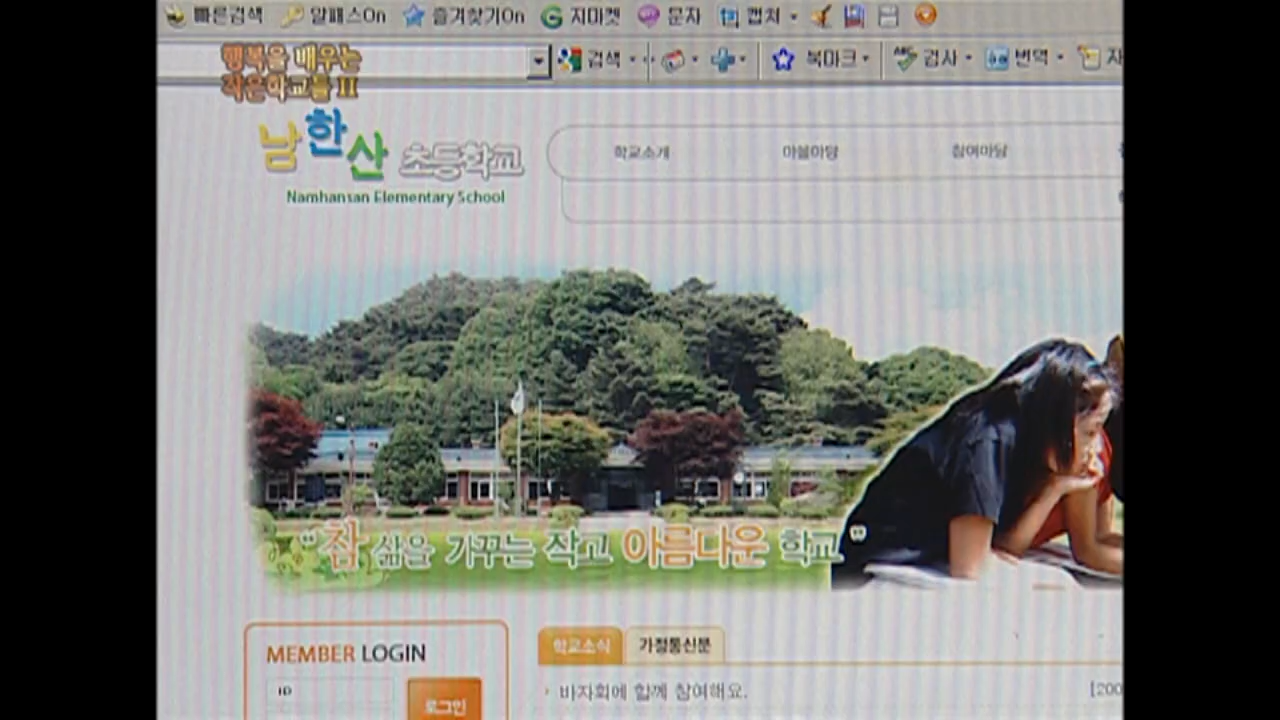 빠른검색 알패스On 즐겨찾기On 지마켓 문자 캡처
행복을 배우는
작은학교들 II
검색 북마크 검사 번역
남한산 초등학교
Namhansan Elementary School
학교소개 마을마당 참여마당
"참 삶을 가꾸는 작고 아름다운 학교"
MEMBER LOGIN
학교소식 가정통신문
ID
바자회에 함께 참여해요.
로그인